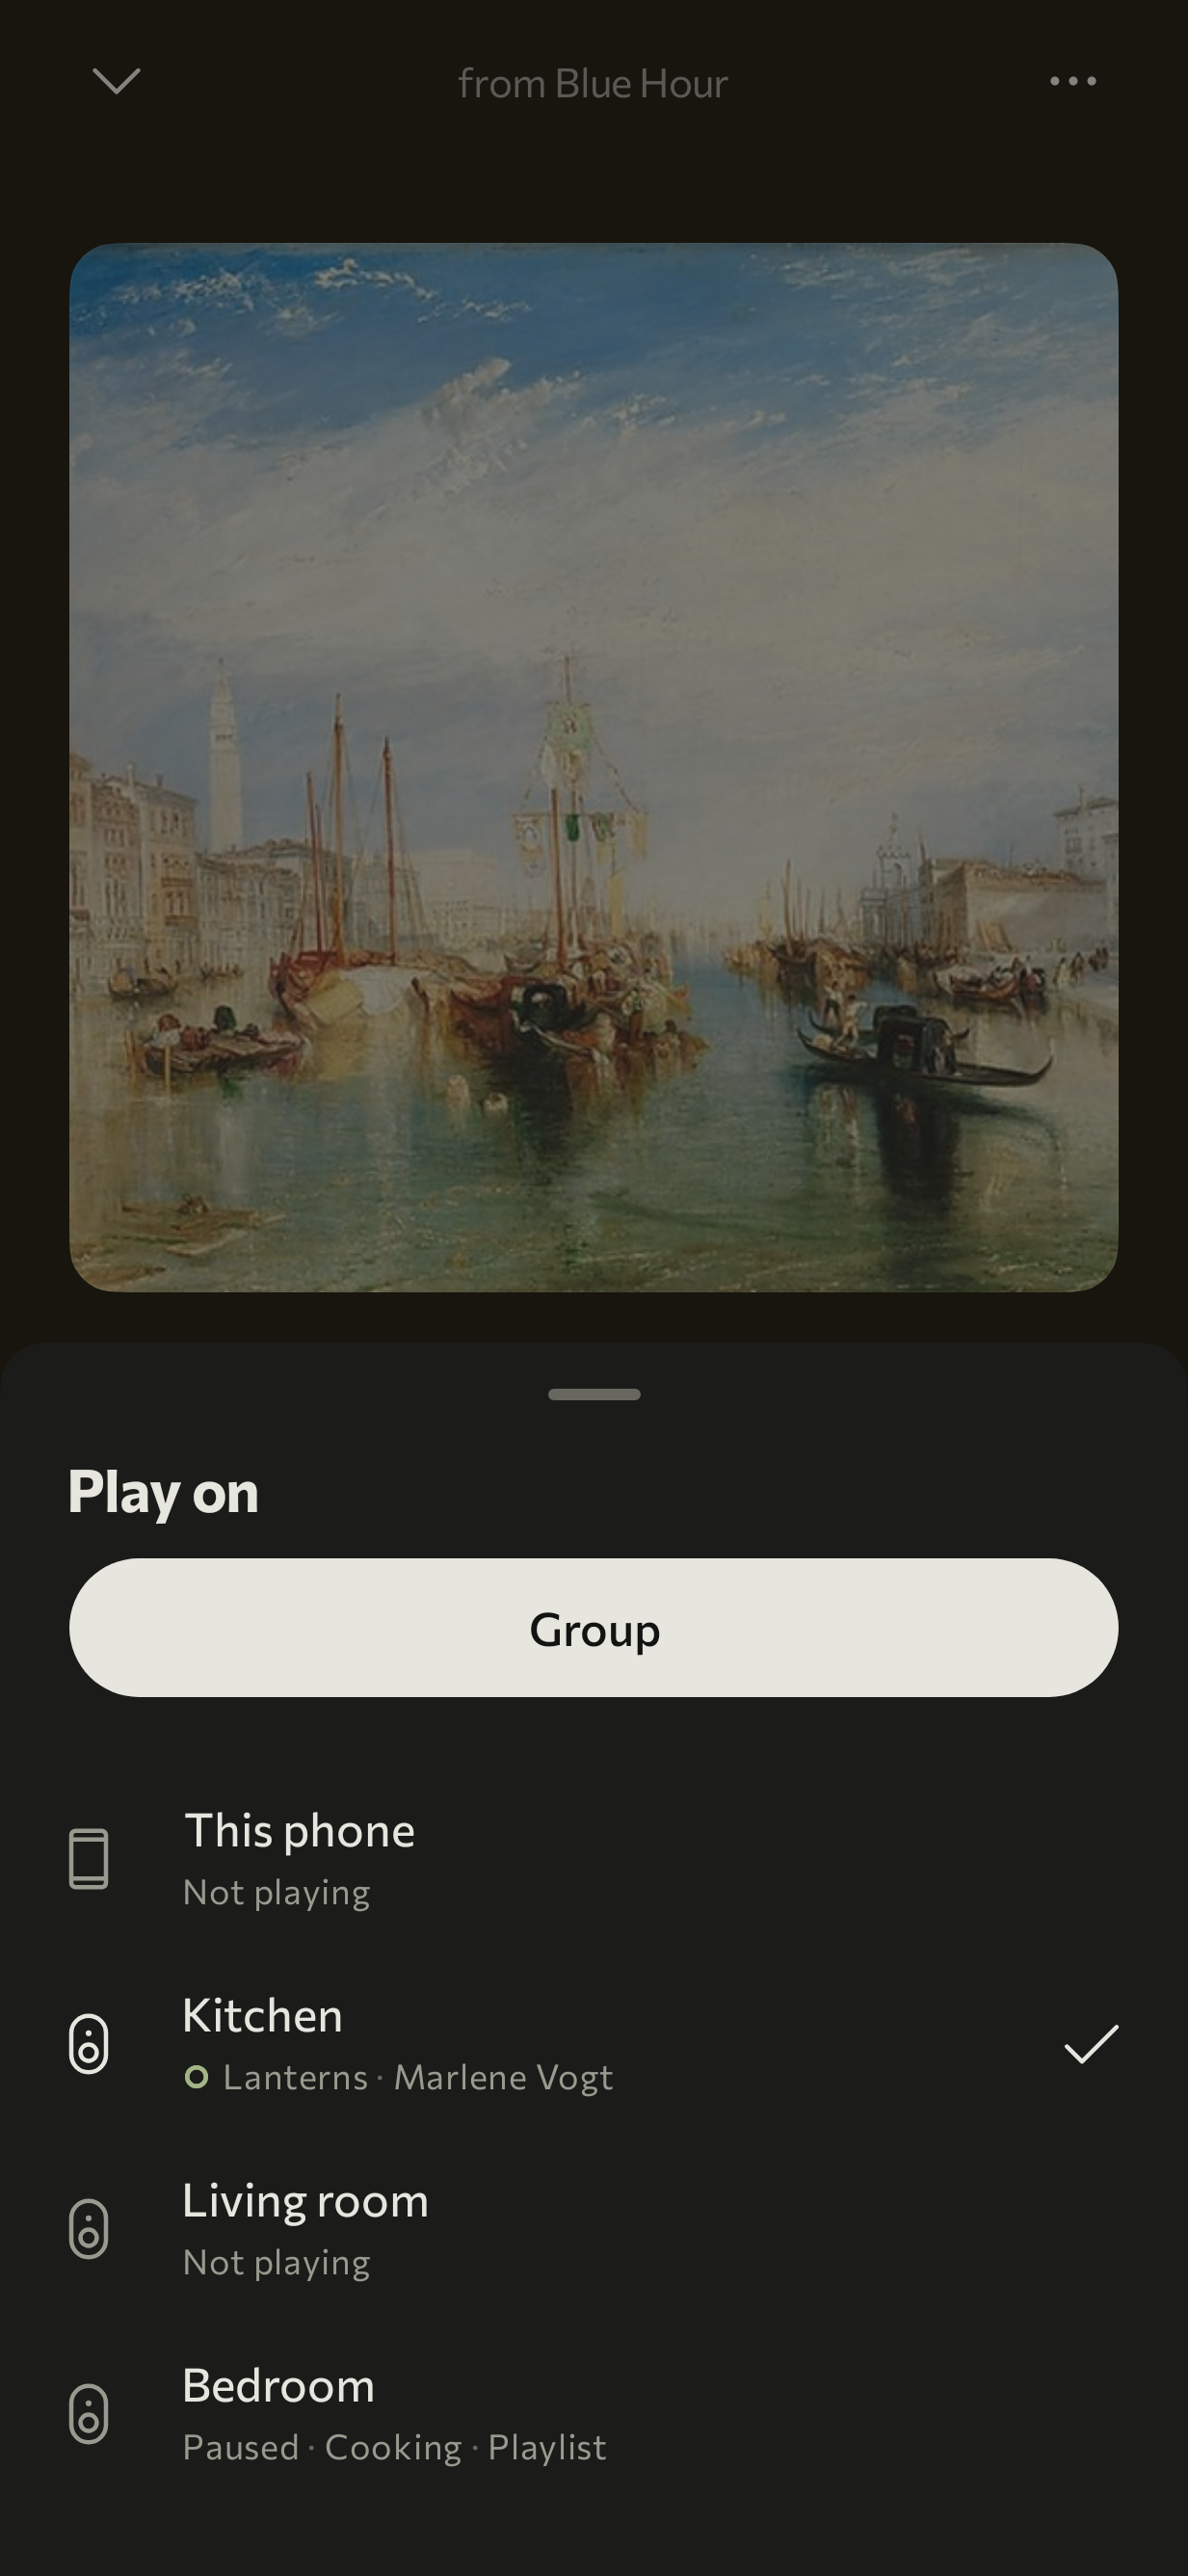 from Blue Hour
Play on
Group
This phone
Not playing
Kitchen
Lanterns · Marlene Vogt
Living room
Not playing
Bedroom
Paused · Cooking · Playlist